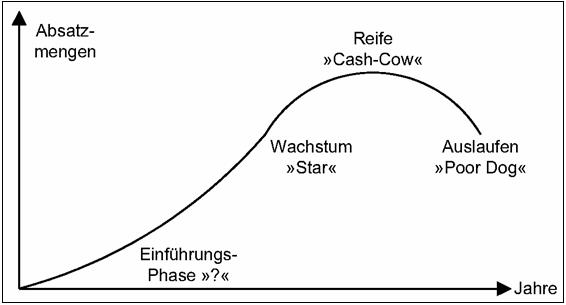 Absatz-
mengen
Reife
»Cash-Cow«
Wachstum
»Star«
Auslaufen
»Poor Dog«
Einführungs-
Phase »?«
Jahre